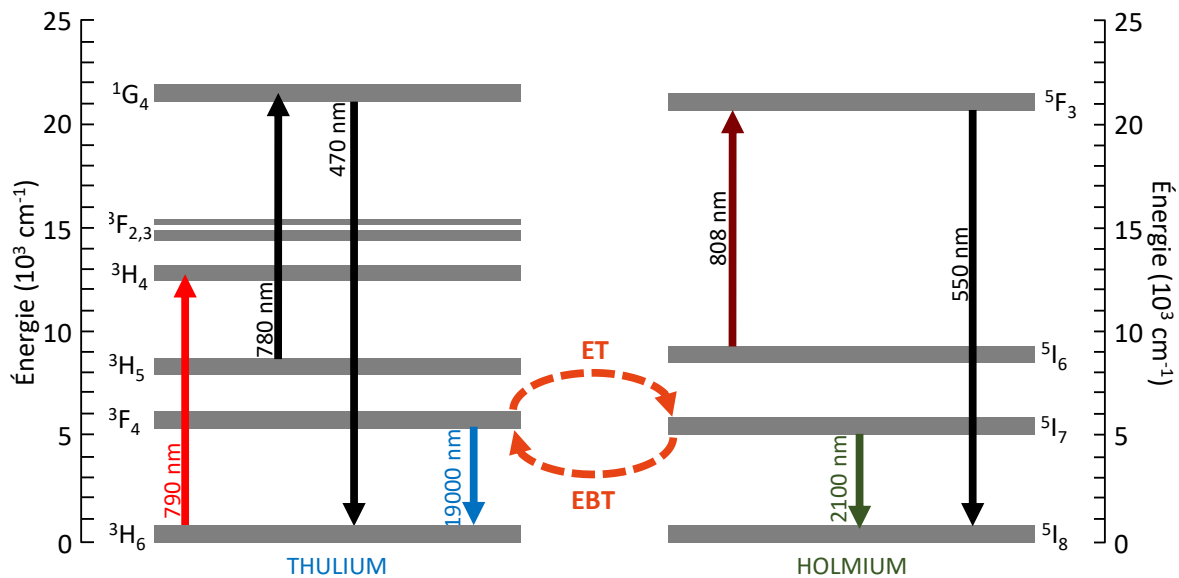 Énergie (10³ cm⁻¹)
25
20
15
10
5
0
¹G₄
³F₂,₃
³H₄
³H₅
³F₄
³H₆
790 nm
780 nm
470 nm
19000 nm
THULIUM
ET
EBT
808 nm
550 nm
2100 nm
HOLMIUM
⁵F₃
⁵I₆
⁵I₇
⁵I₈
25
20
15
10
5
0
Énergie (10³ cm⁻¹)